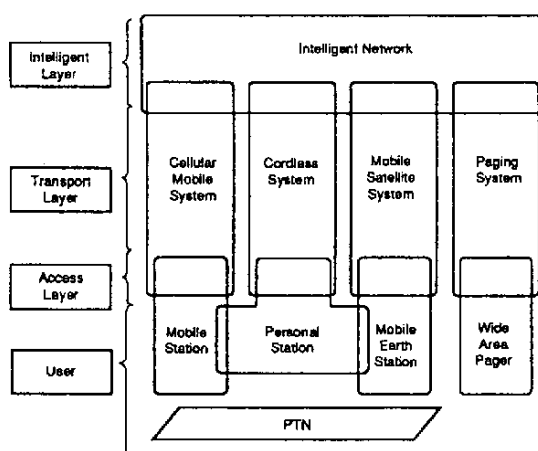 Intelligent Network
Intelligent
Layer
Cellular
Mobile
System
Cordless
System
Mobile
Satellite
System
Paging
System
Transport
Layer
Access
Layer
Mobile
Station
Personal
Station
Mobile
Earth
Station
Wide
Area
Pager
User
PTN